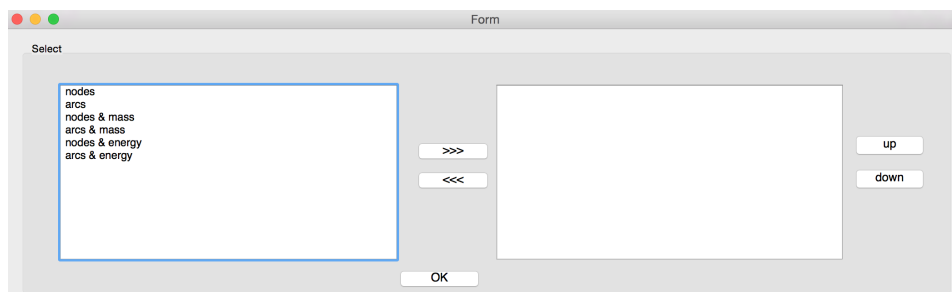 Form
Select
nodes
arcs
nodes & mass
arcs & mass
nodes & energy
arcs & energy
>>>
<<<
up
down
OK